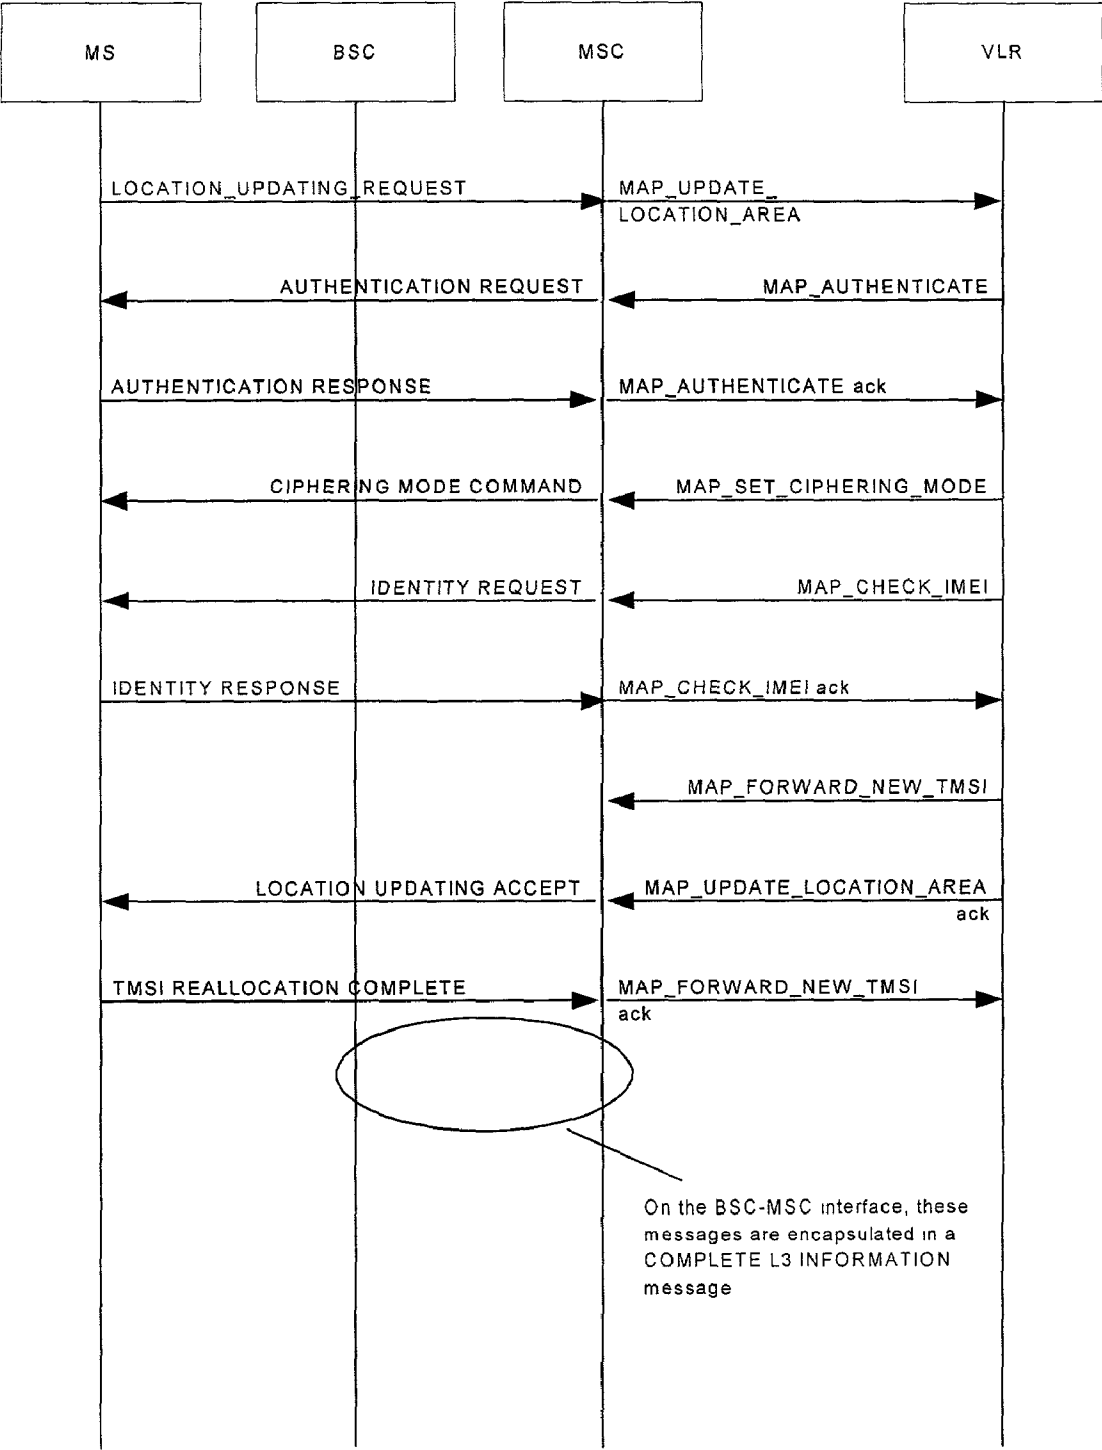 MS
BSC
MSC
VLR
LOCATION_UPDATING_REQUEST
MAP_UPDATE_
LOCATION_AREA
AUTHENTICATION REQUEST
MAP_AUTHENTICATE
AUTHENTICATION RESPONSE
MAP_AUTHENTICATE ack
CIPHERING MODE COMMAND
MAP_SET_CIPHERING_MODE
IDENTITY REQUEST
MAP_CHECK_IMEI
IDENTITY RESPONSE
MAP_CHECK_IMEI ack
MAP_FORWARD_NEW_TMSI
LOCATION UPDATING ACCEPT
MAP_UPDATE_LOCATION_AREA
ack
TMSI REALLOCATION COMPLETE
MAP_FORWARD_NEW_TMSI
ack
On the BSC-MSC interface, these
messages are encapsulated in a
COMPLETE L3 INFORMATION
message